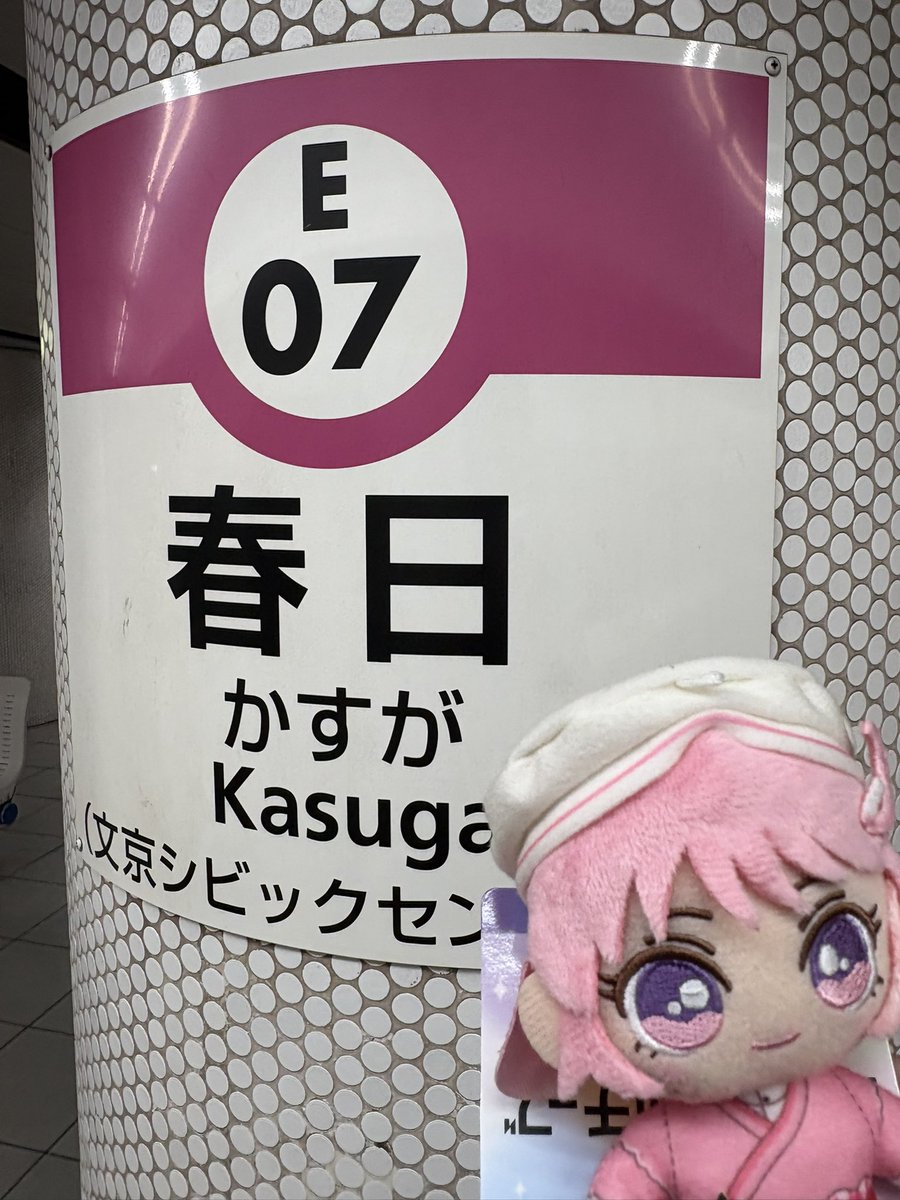 E
07
春日
かすが
Kasuga
(文京シビックセン